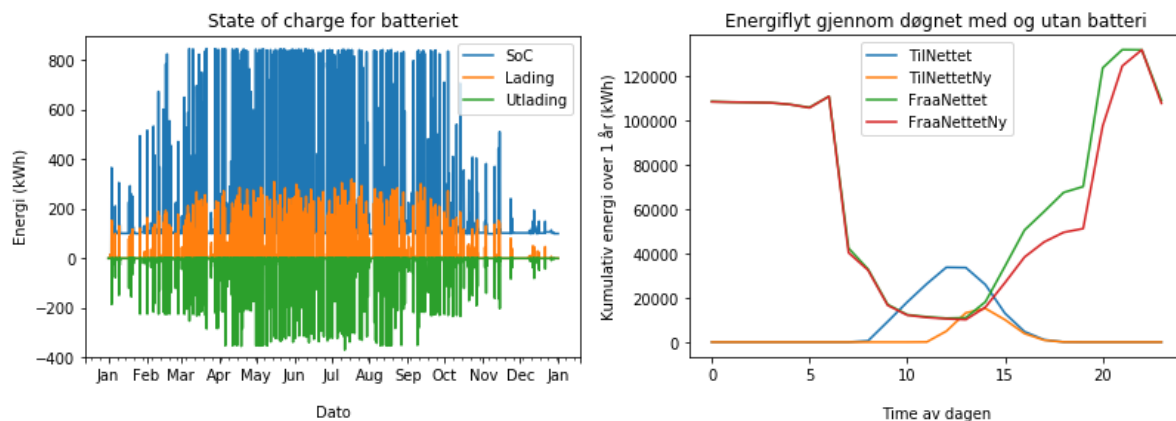 State of charge for batteriet
800
600
400
200
0
−200
−400
Energi (kWh)
SoC
Lading
Utlading
Jan Feb Mar Apr May Jun Jul Aug Sep Oct Nov Dec Jan
Dato
Energiflyt gjennom døgnet med og utan batteri
120000
100000
80000
60000
40000
20000
0
Kumulativ energi over 1 år (kWh)
TilNettet
TilNettetNy
FraaNettet
FraaNettetNy
0 5 10 15 20
Time av dagen